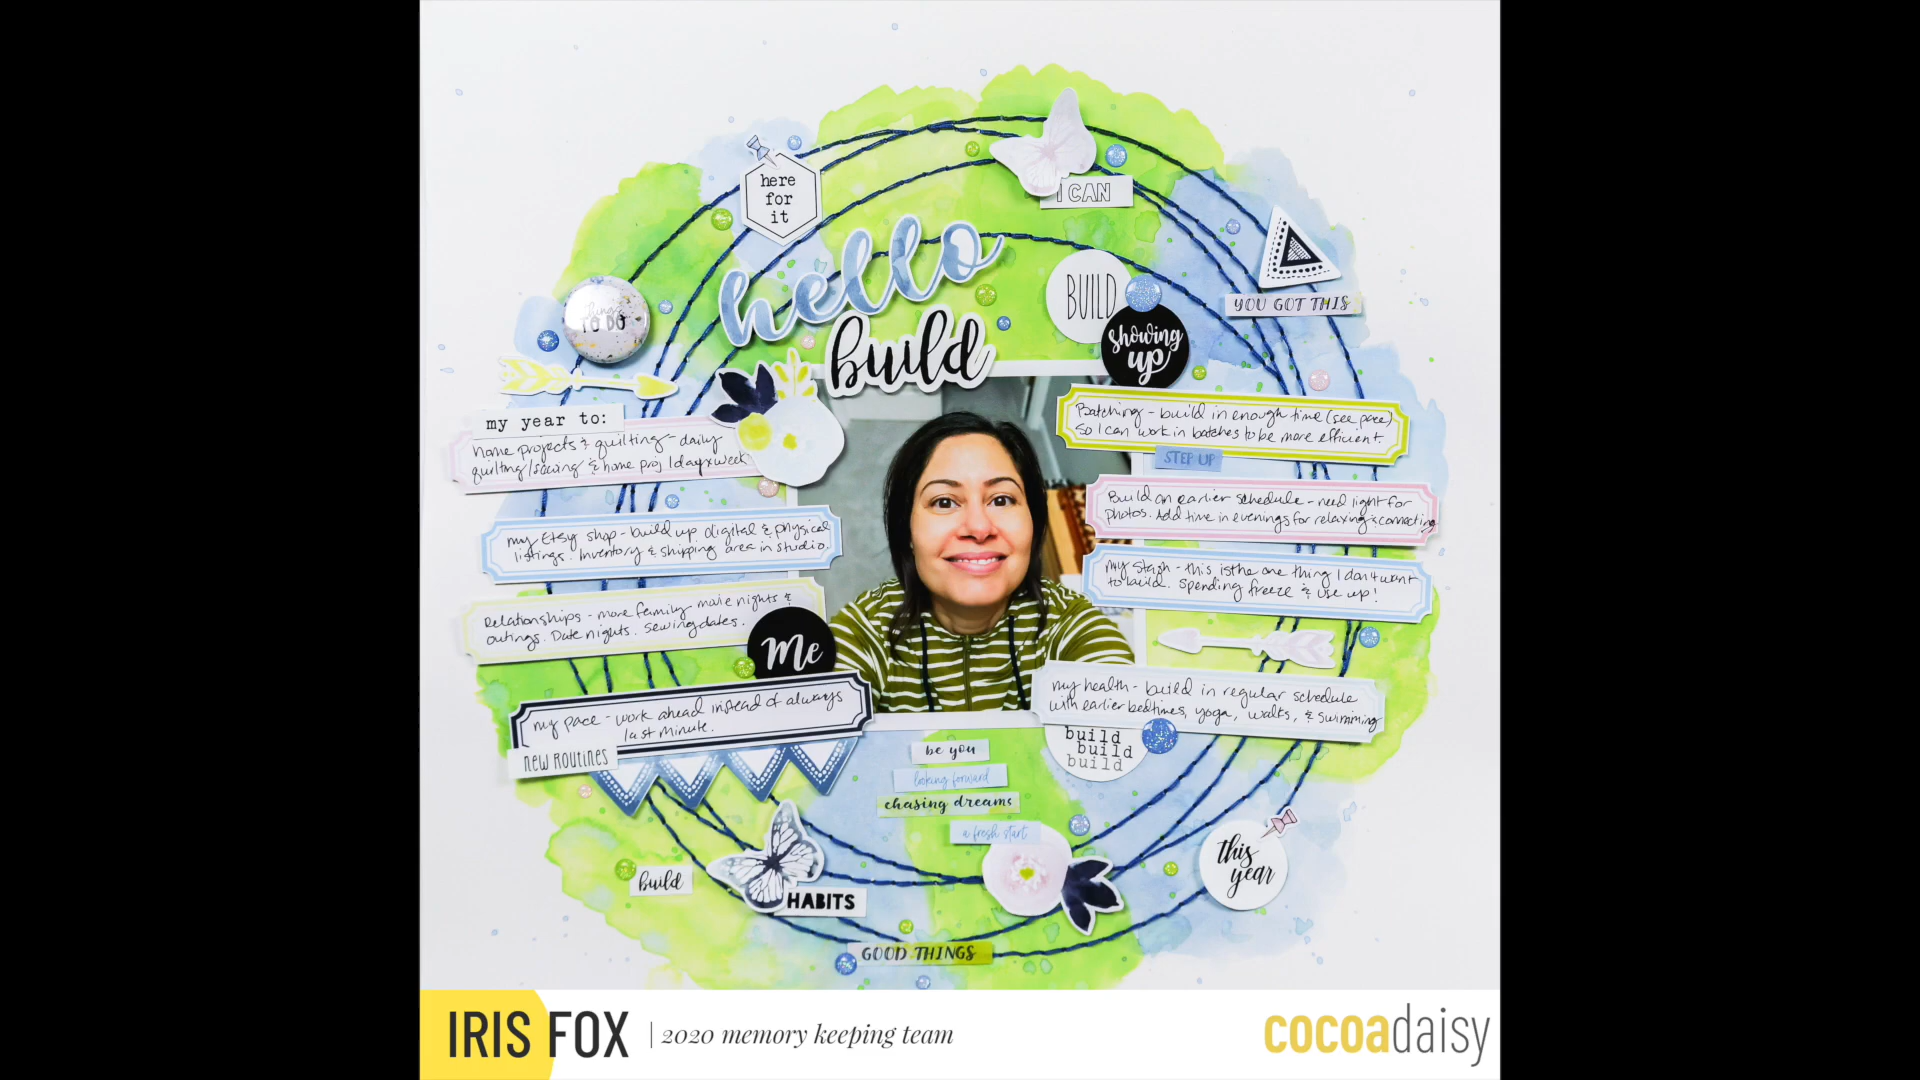 here
for
it
I CAN
hello
build
BUILD
showing
up
YOU GOT THIS
TO DO
my year to:
home projects & quilting - daily
quilting/sewing & home proj 1day x week
my Etsy shop - build up digital & physical
listings. Inventory & shipping area in studio.
Relationships - more family movie nights &
outings. Date nights. Sewing dates.
Me
my pace - work ahead instead of always
last minute.
new routines
Batching - build in enough time (see pace)
so I can work in batches to be more efficient.
STEP UP
Build an earlier schedule - need light for
photos. Add time in evenings for relaxing & connecting
my stash - this is the one thing I don't want
to build. Spending freeze & use up!
my health - build in regular schedule
with earlier bedtimes, yoga, walks, & swimming
build
build
build
be you
looking forward
chasing dreams
a fresh start
this
year
build
HABITS
GOOD THINGS
IRIS FOX | 2020 memory keeping team
cocoadaisy